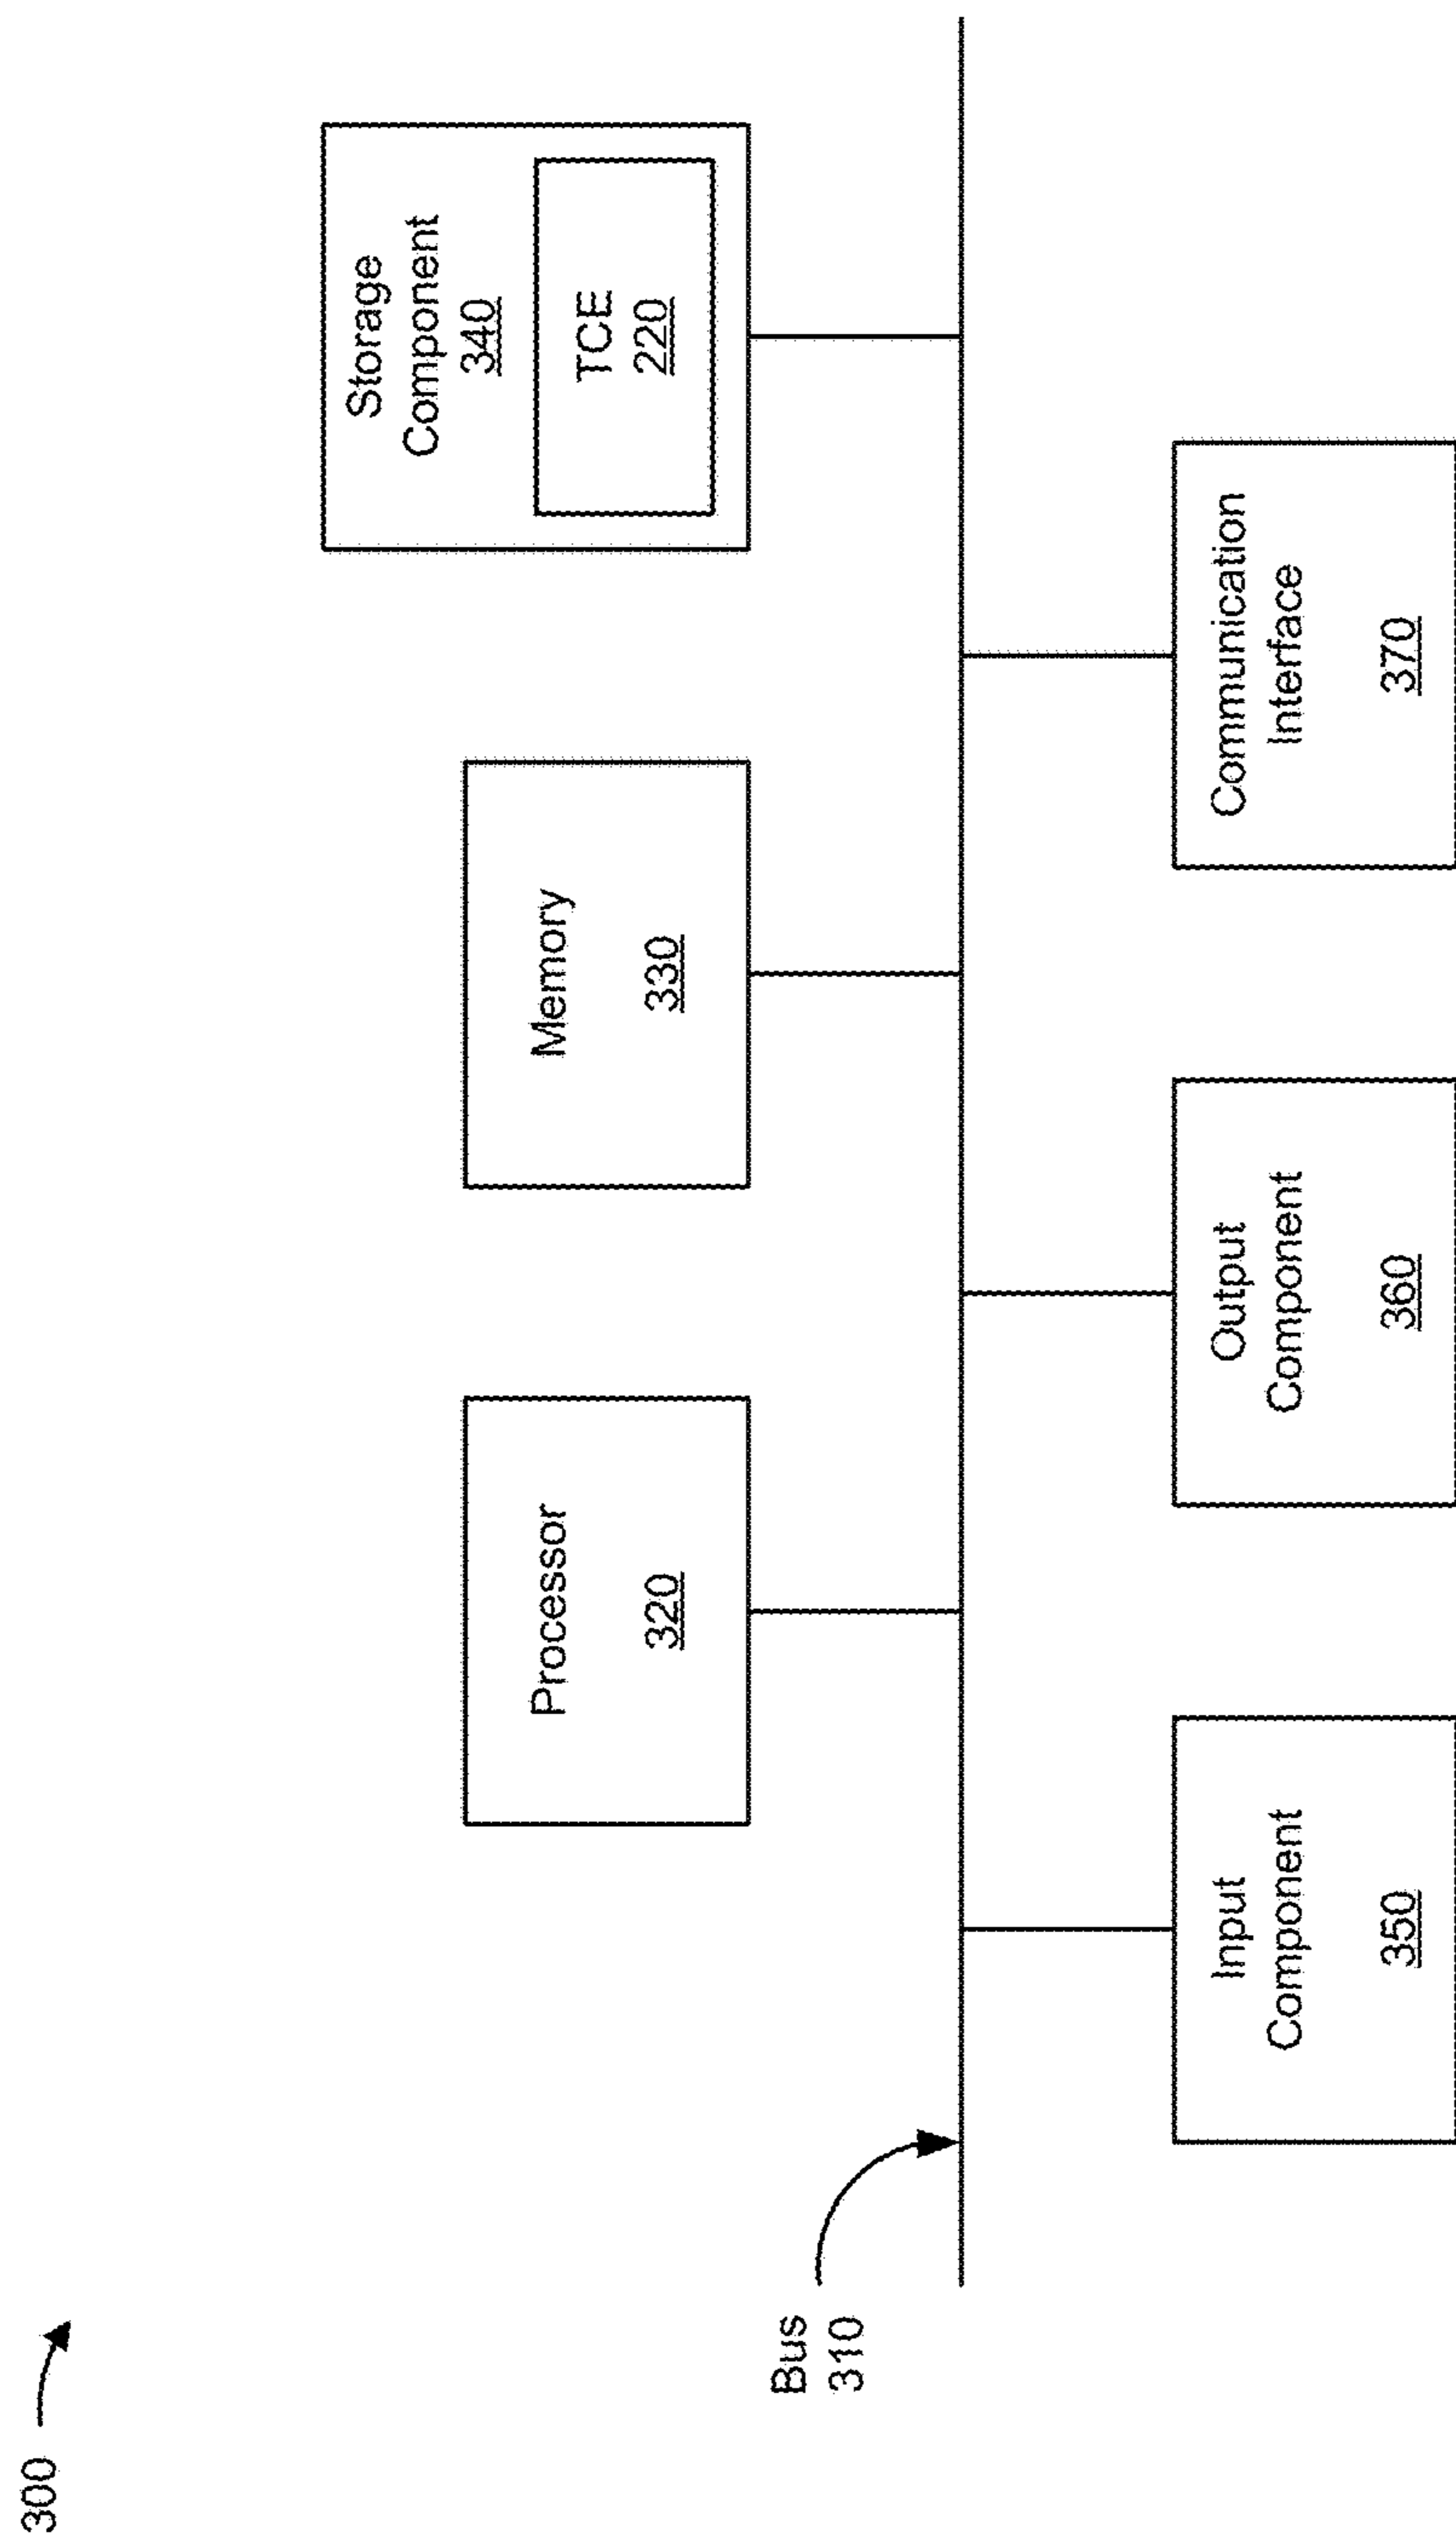 300
Processor
320
Memory
330
Storage
Component
340
TCE
220
Bus
310
Input
Component
350
Output
Component
360
Communication
Interface
370